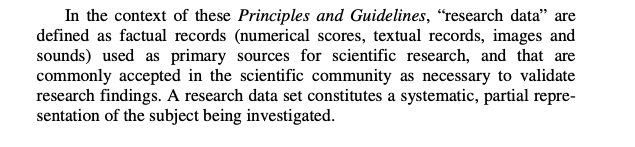 In the context of these Principles and Guidelines, “research data” are
defined as factual records (numerical scores, textual records, images and
sounds) used as primary sources for scientific research, and that are
commonly accepted in the scientific community as necessary to validate
research findings. A research data set constitutes a systematic, partial repre-
sentation of the subject being investigated.